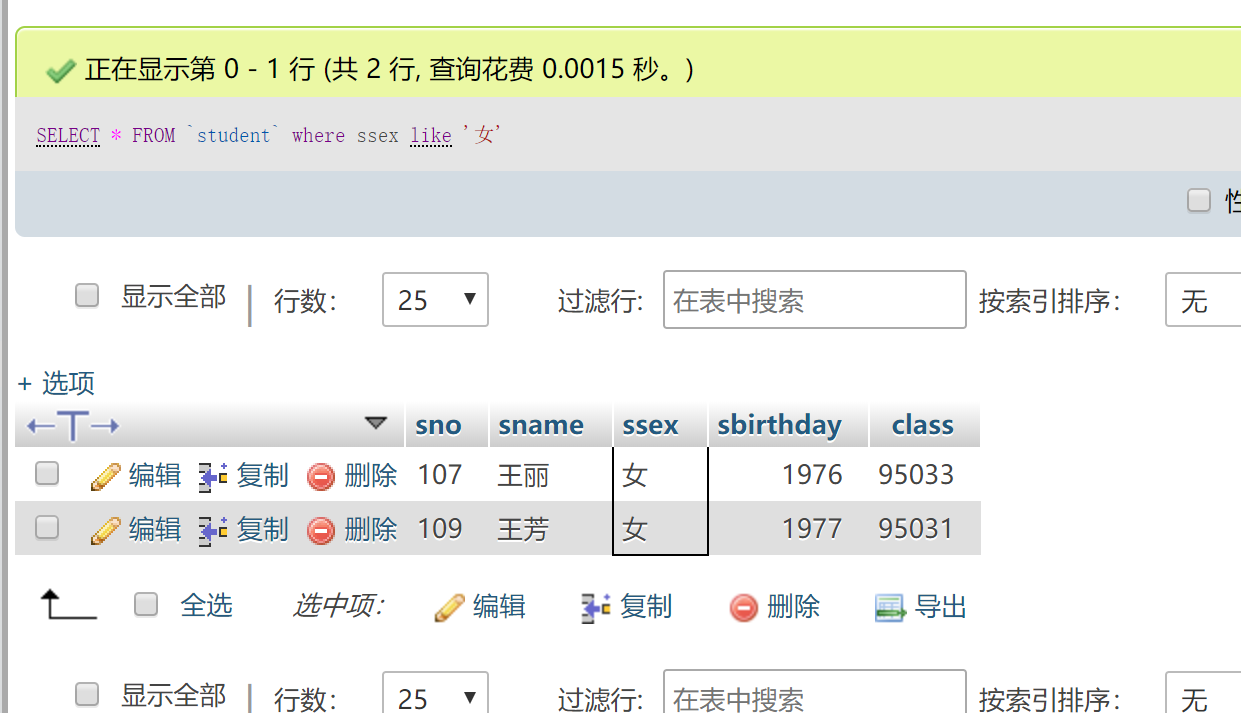 正在显示第 0 - 1 行 (共 2 行, 查询花费 0.0015 秒。)
SELECT * FROM `student` where ssex like '女'
显示全部 行数: 25 过滤行: 在表中搜索 按索引排序: 无
+ 选项
sno sname ssex sbirthday class
编辑 复制 删除 107 王丽 女 1976 95033
编辑 复制 删除 109 王芳 女 1977 95031
全选 选中项: 编辑 复制 删除 导出
显示全部 行数: 25 过滤行: 在表中搜索 按索引排序: 无